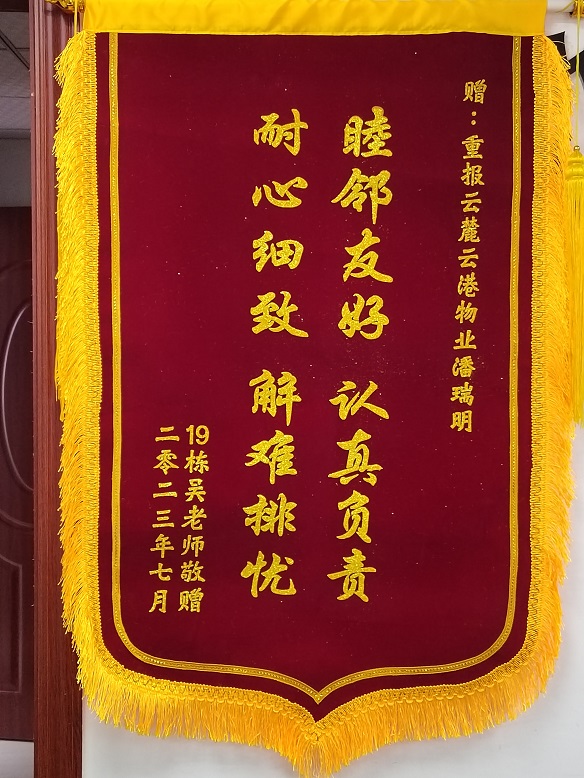 赠：重报云麓云港物业潘瑞明
睦邻友好 认真负责
耐心细致 解难排忧
19栋吴老师敬赠
二零二三年七月